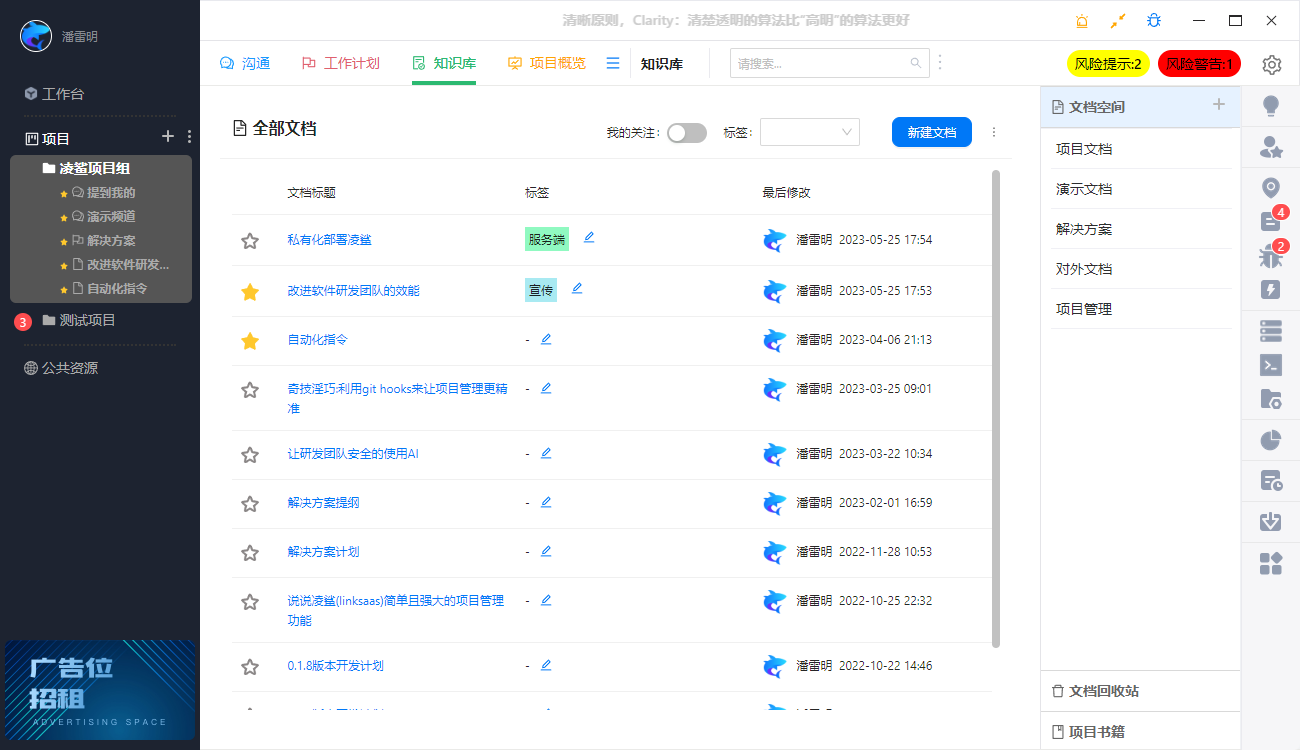 清晰原则，Clarity：清楚透明的算法比“高明”的算法更好
潘雷明
沟通
工作计划
知识库
项目概览
知识库
请搜索...
风险提示:2
风险警告:1
工作台
项目
凌鲨项目组
提到我的
演示频道
解决方案
改进软件研发...
自动化指令
3
测试项目
公共资源
广告位
招租
ADVERTISING SPACE
全部文档
我的关注:
标签:
新建文档
文档标题 标签 最后修改
私有化部署凌鲨 服务端 潘雷明 2023-05-25 17:54
改进软件研发团队的效能 宣传 潘雷明 2023-05-25 17:53
自动化指令 - 潘雷明 2023-04-06 21:13
奇技淫巧:利用git hooks来让项目管理更精 - 潘雷明 2023-03-25 09:01
准
让研发团队安全的使用AI - 潘雷明 2023-03-22 10:34
解决方案提纲 - 潘雷明 2023-02-01 16:59
解决方案计划 - 潘雷明 2022-11-28 10:53
说说凌鲨(linksaas)简单且强大的项目管理 - 潘雷明 2022-10-25 22:32
功能
0.1.8版本开发计划 - 潘雷明 2022-10-22 14:46
文档空间
项目文档
演示文档
解决方案
对外文档
项目管理
文档回收站
项目书籍
4
2